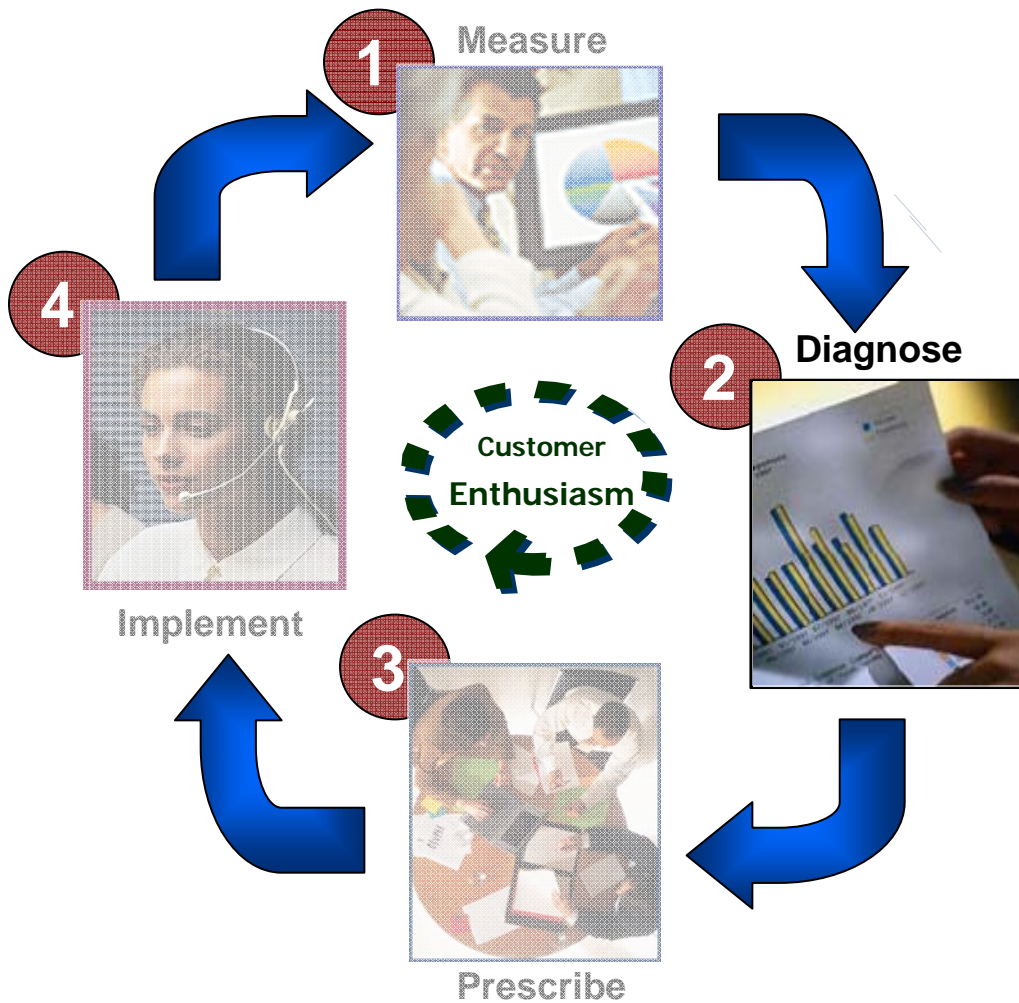 1
Measure
2
Diagnose
3
Prescribe
4
Implement
Customer
Enthusiasm